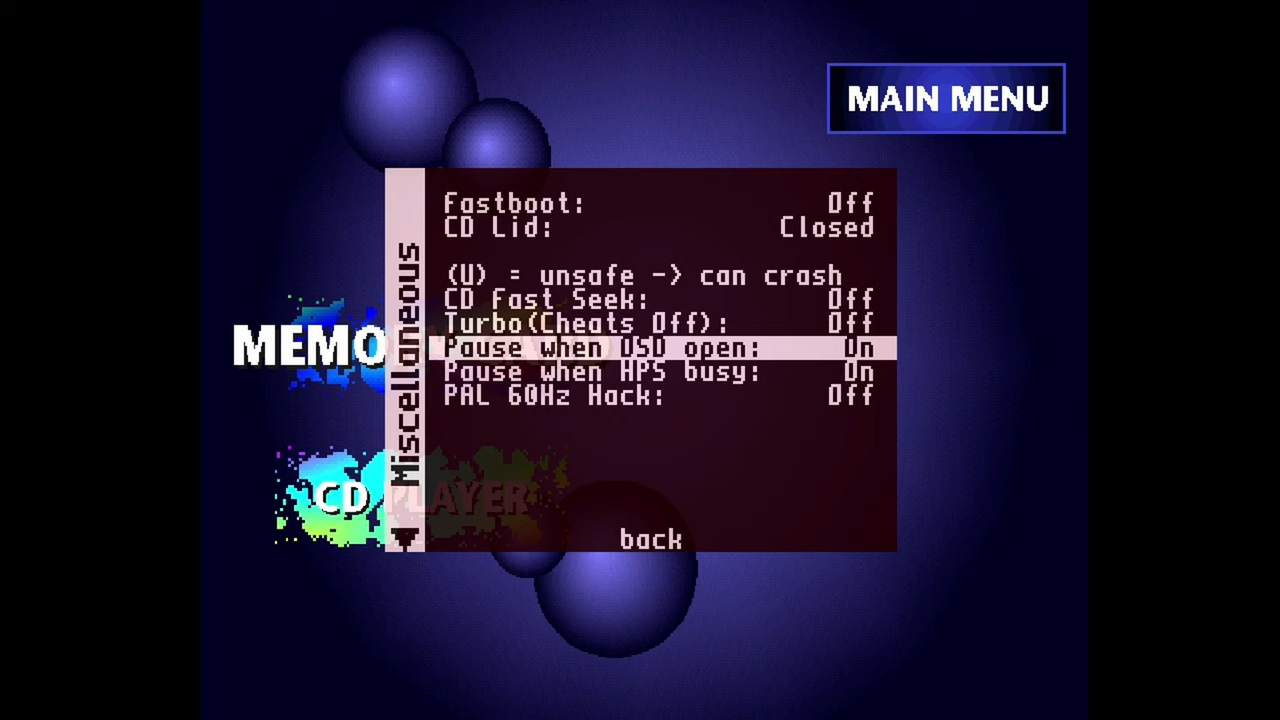 MAIN MENU
Miscellaneous
Fastboot: Off
CD Lid: Closed
(U) = unsafe -> can crash
CD Fast Seek: Off
Turbo(Cheats Off): Off
Pause when OSD open: On
Pause when HPS busy: On
PAL 60Hz Hack: Off
back
MEMO
CD PLAYER